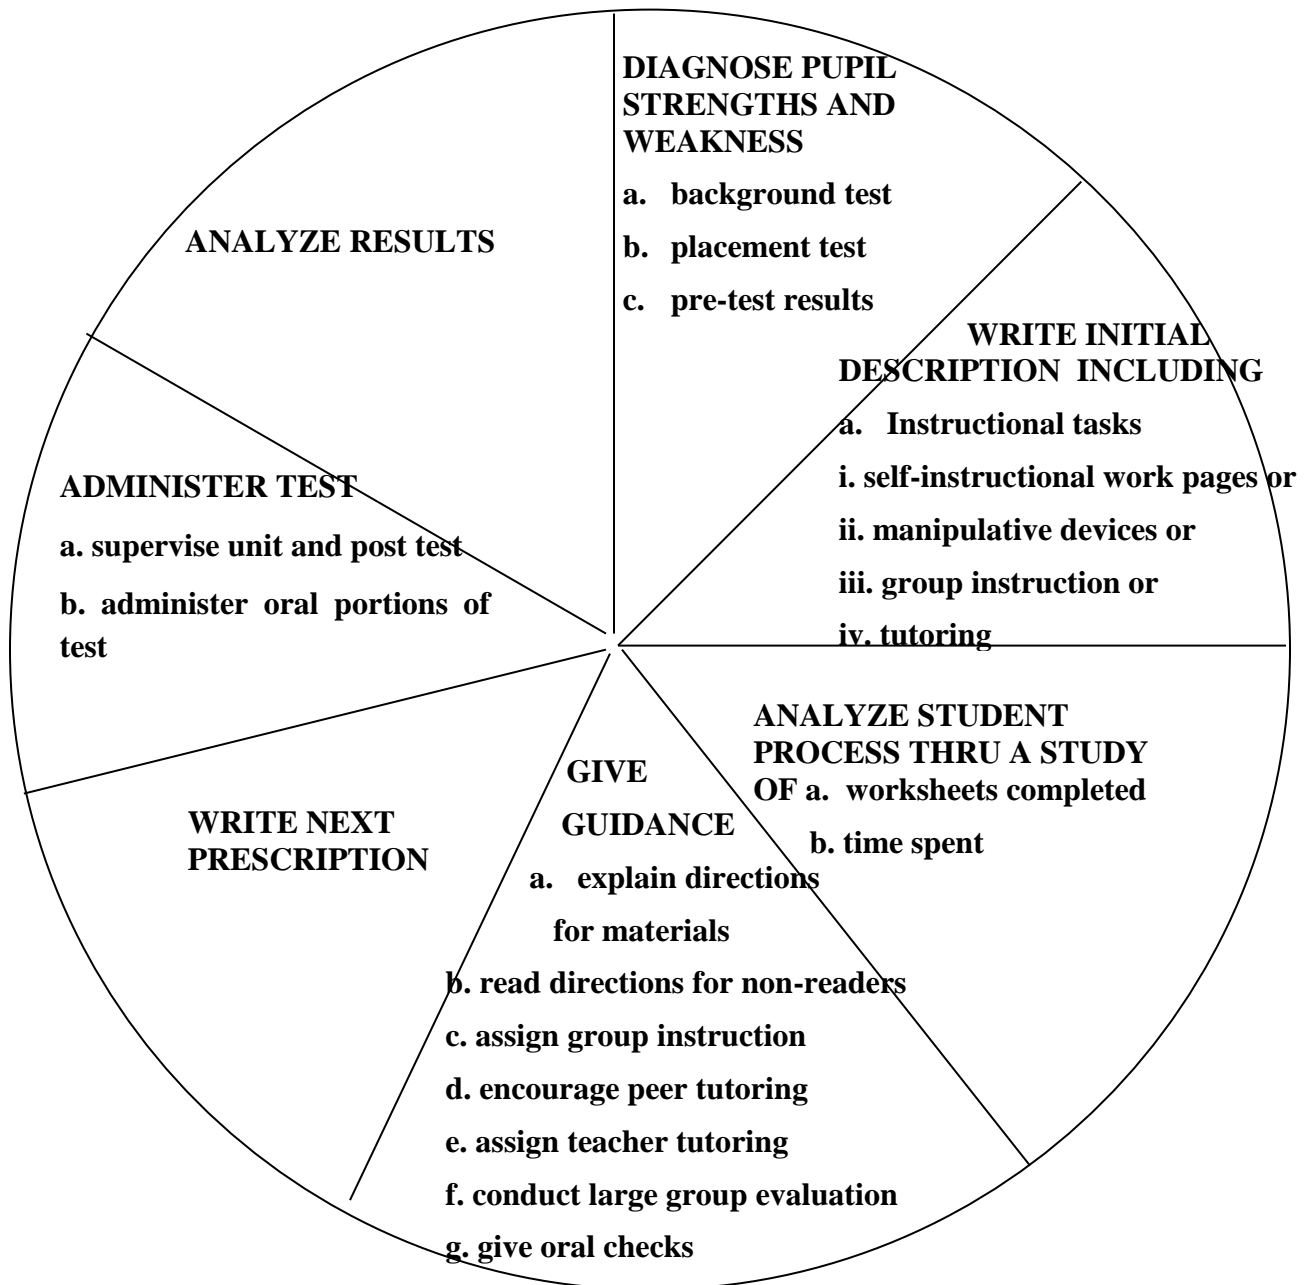 DIAGNOSE PUPIL
STRENGTHS AND
WEAKNESS
a. background test
b. placement test
c. pre-test results
WRITE INITIAL
DESCRIPTION INCLUDING
a. Instructional tasks
i. self-instructional work pages or
ii. manipulative devices or
iii. group instruction or
iv. tutoring
ANALYZE STUDENT
PROCESS THRU A STUDY
OF a. worksheets completed
b. time spent
GIVE
GUIDANCE
a. explain directions
for materials
b. read directions for non-readers
c. assign group instruction
d. encourage peer tutoring
e. assign teacher tutoring
f. conduct large group evaluation
g. give oral checks
WRITE NEXT
PRESCRIPTION
ADMINISTER TEST
a. supervise unit and post test
b. administer oral portions of
test
ANALYZE RESULTS